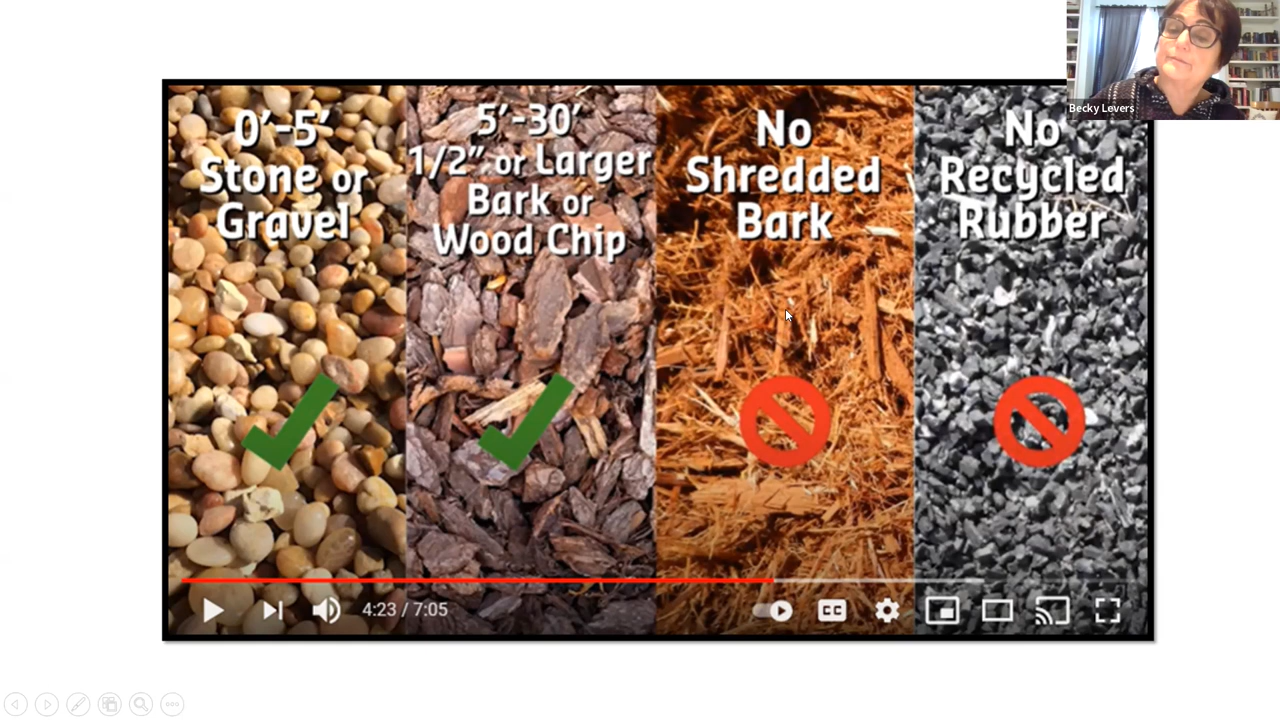 0'-5'
Stone or
Gravel
5'-30'
1/2" or Larger
Bark or
Wood Chip
No
Shredded
Bark
No
Recycled
Rubber
Becky Levers
4:23 / 7:05
CC